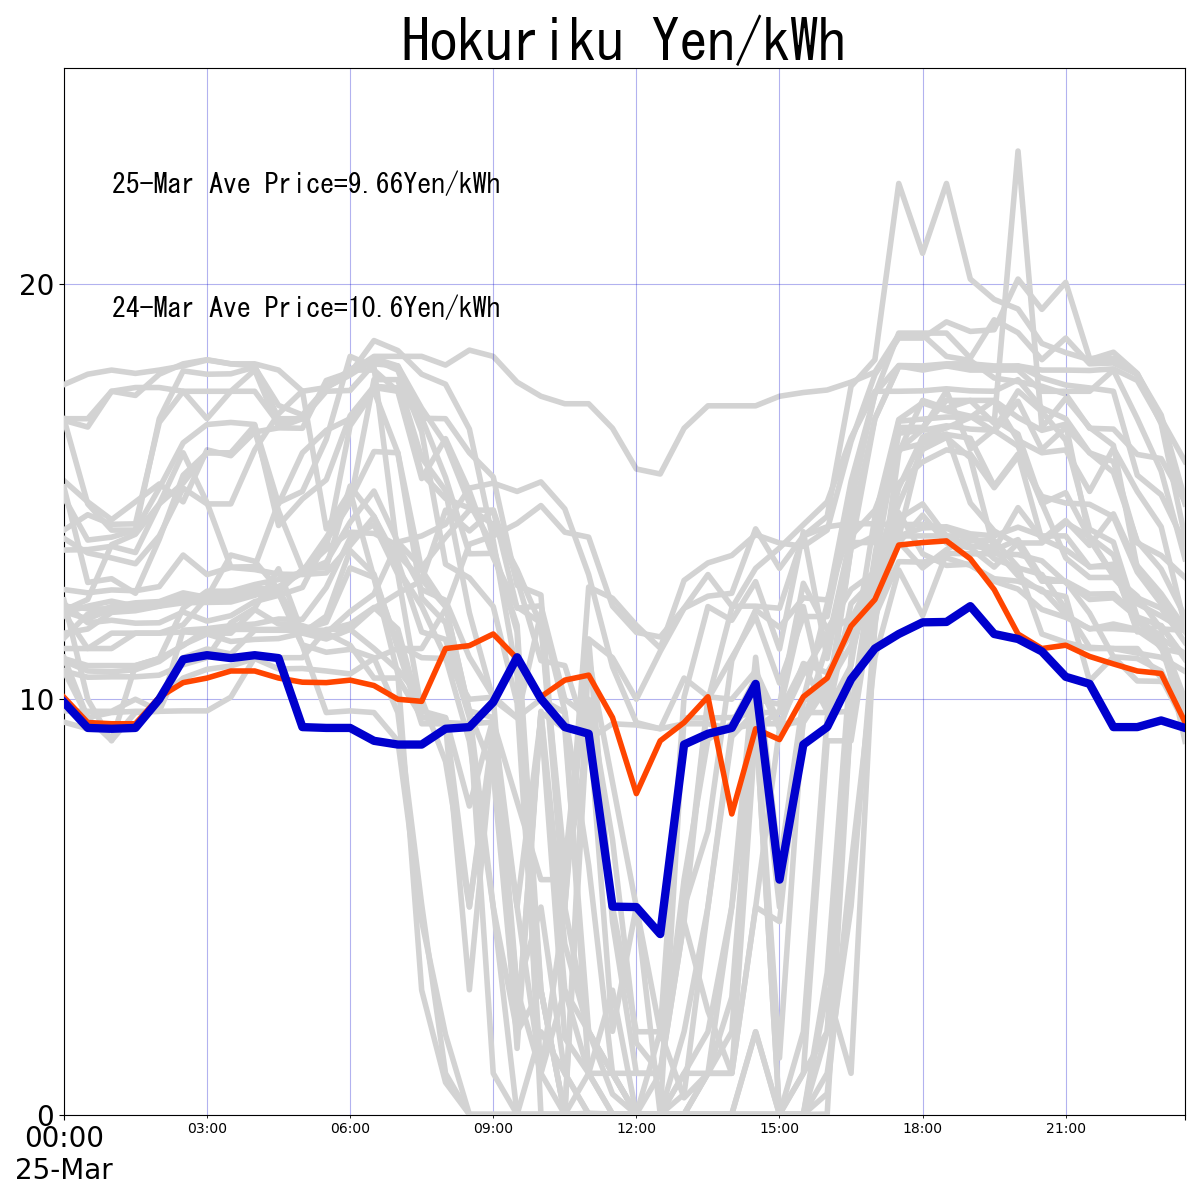 Hokuriku Yen/kWh
25-Mar Ave Price=9.66Yen/kWh
24-Mar Ave Price=10.6Yen/kWh
20
10
0
00:00 03:00 06:00 09:00 12:00 15:00 18:00 21:00
25-Mar